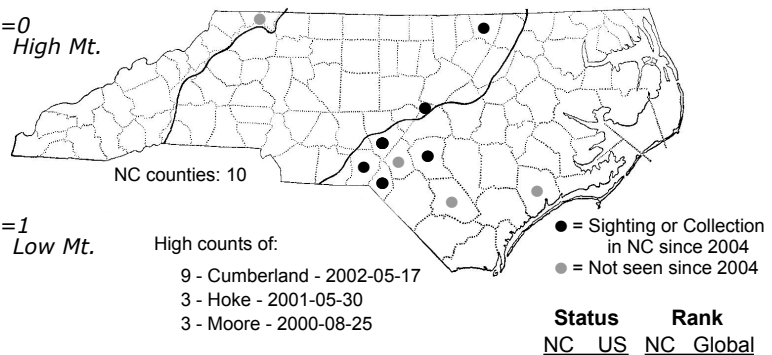 =0
High Mt.
NC counties: 10
=1
Low Mt.
High counts of:
9 - Cumberland - 2002-05-17
3 - Hoke - 2001-05-30
3 - Moore - 2000-08-25
= Sighting or Collection
in NC since 2004
= Not seen since 2004
Status Rank
NC US NC Global